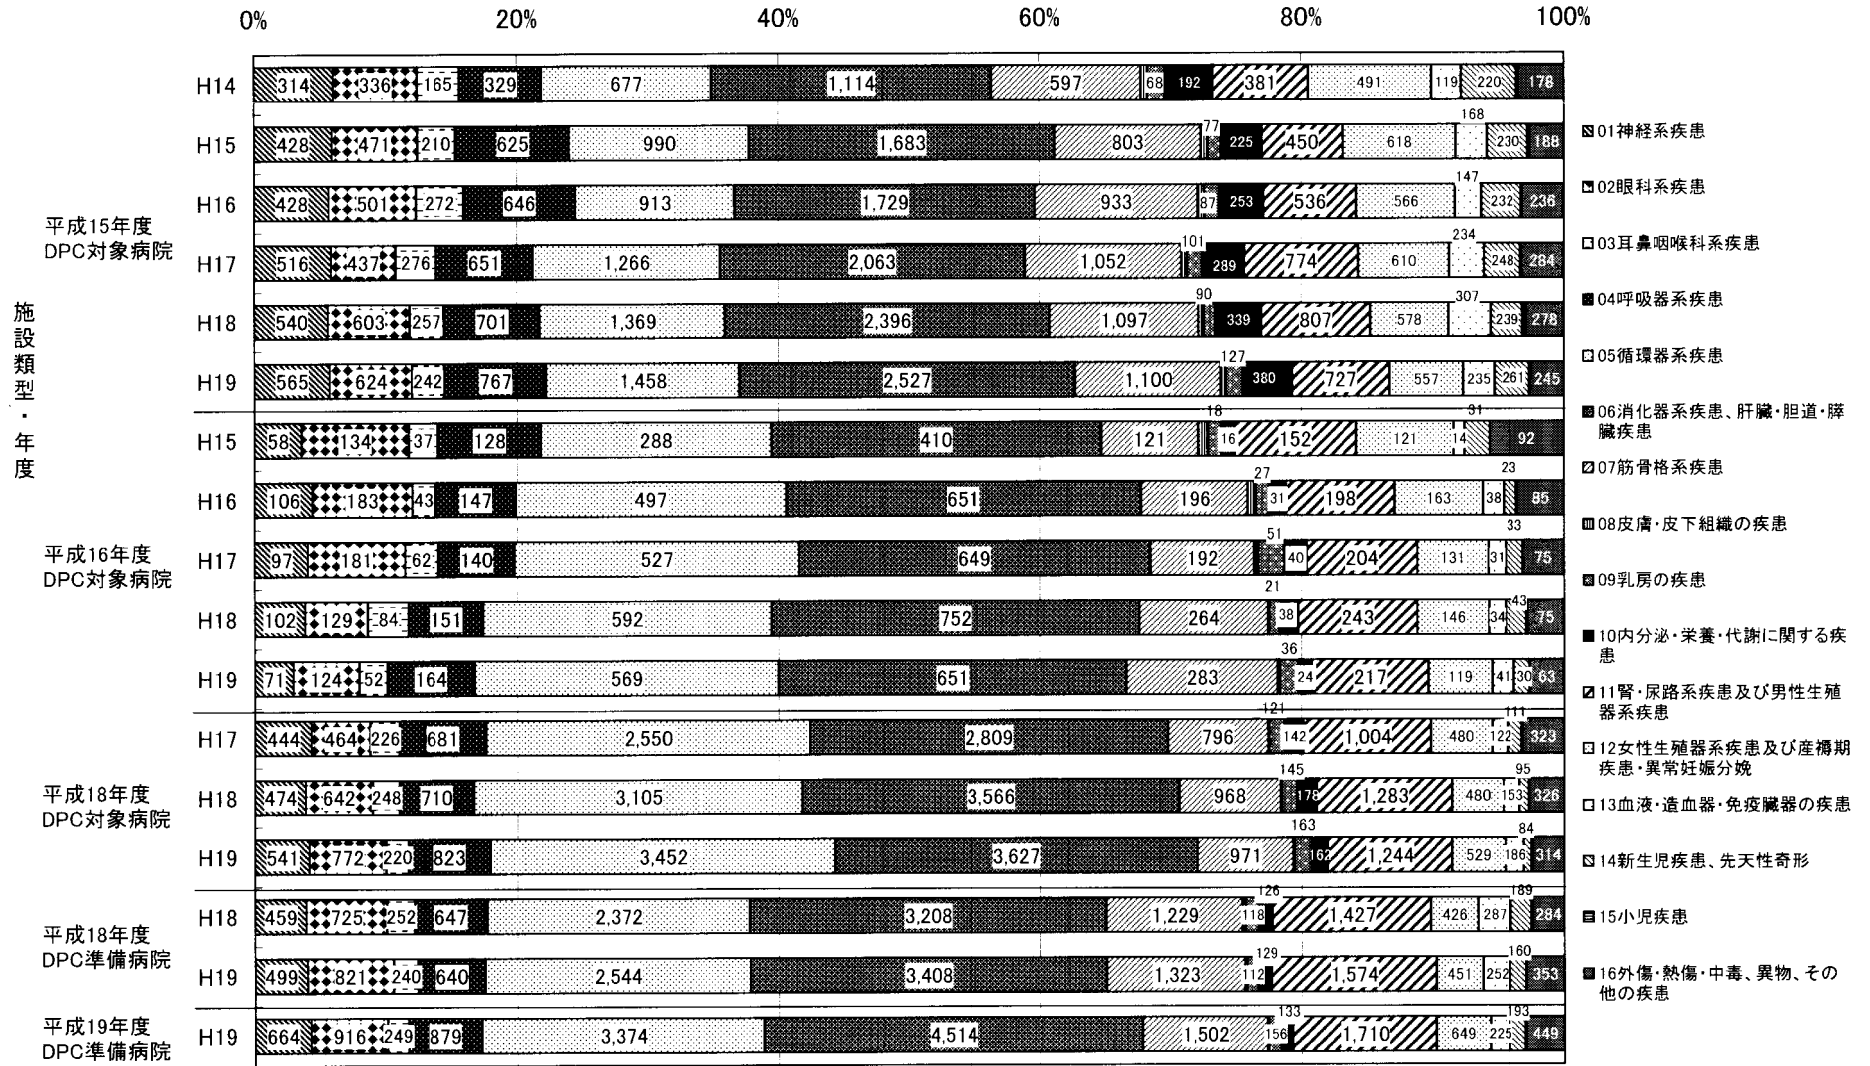 0% 20% 40% 60% 80% 100%
施設類型・年度
平成15年度
DPC対象病院
H14 314 336 165 329 677 1,114 597 68 192 381 491 119 220 178
H15 428 471 210 625 990 1,683 803 77 225 450 618 168 230 188
H16 428 501 272 646 913 1,729 933 87 253 536 566 147 232 236
H17 516 437 276 651 1,266 2,063 1,052 101 289 774 610 234 248 284
H18 540 603 257 701 1,369 2,396 1,097 90 339 807 578 307 239 278
H19 565 624 242 767 1,458 2,527 1,100 127 380 727 557 235 261 245
平成16年度
DPC対象病院
H15 58 134 37 128 288 410 121 18 16 152 121 14 31 92
H16 106 183 43 147 497 651 196 27 31 198 163 38 23 85
H17 97 181 62 140 527 649 192 51 40 204 131 31 33 75
H18 102 129 84 151 592 752 264 21 38 243 146 34 43 75
H19 71 124 52 164 569 651 283 36 24 217 119 41 30 63
平成18年度
DPC対象病院
H17 444 464 226 681 2,550 2,809 796 121 142 1,004 480 122 111 323
H18 474 642 248 710 3,105 3,566 968 145 178 1,283 480 153 95 326
H19 541 772 220 823 3,452 3,627 971 163 162 1,244 529 186 84 314
平成18年度
DPC準備病院
H18 459 725 252 647 2,372 3,208 1,229 118 126 1,427 426 287 189 284
H19 499 821 240 640 2,544 3,408 1,323 112 129 1,574 451 252 160 353
平成19年度
DPC準備病院
H19 664 916 249 879 3,374 4,514 1,502 156 133 1,710 649 225 193 449
01神経系疾患
02眼科系疾患
03耳鼻咽喉科系疾患
04呼吸器系疾患
05循環器系疾患
06消化器系疾患、肝臓・胆道・膵
臓疾患
07筋骨格系疾患
08皮膚・皮下組織の疾患
09乳房の疾患
10内分泌・栄養・代謝に関する疾
患
11腎・尿路系疾患及び男性生殖
器系疾患
12女性生殖器系疾患及び産褥期
疾患・異常妊娠分娩
13血液・造血器・免疫臓器の疾患
14新生児疾患、先天性奇形
15小児疾患
16外傷・熱傷・中毒、異物、その
他の疾患